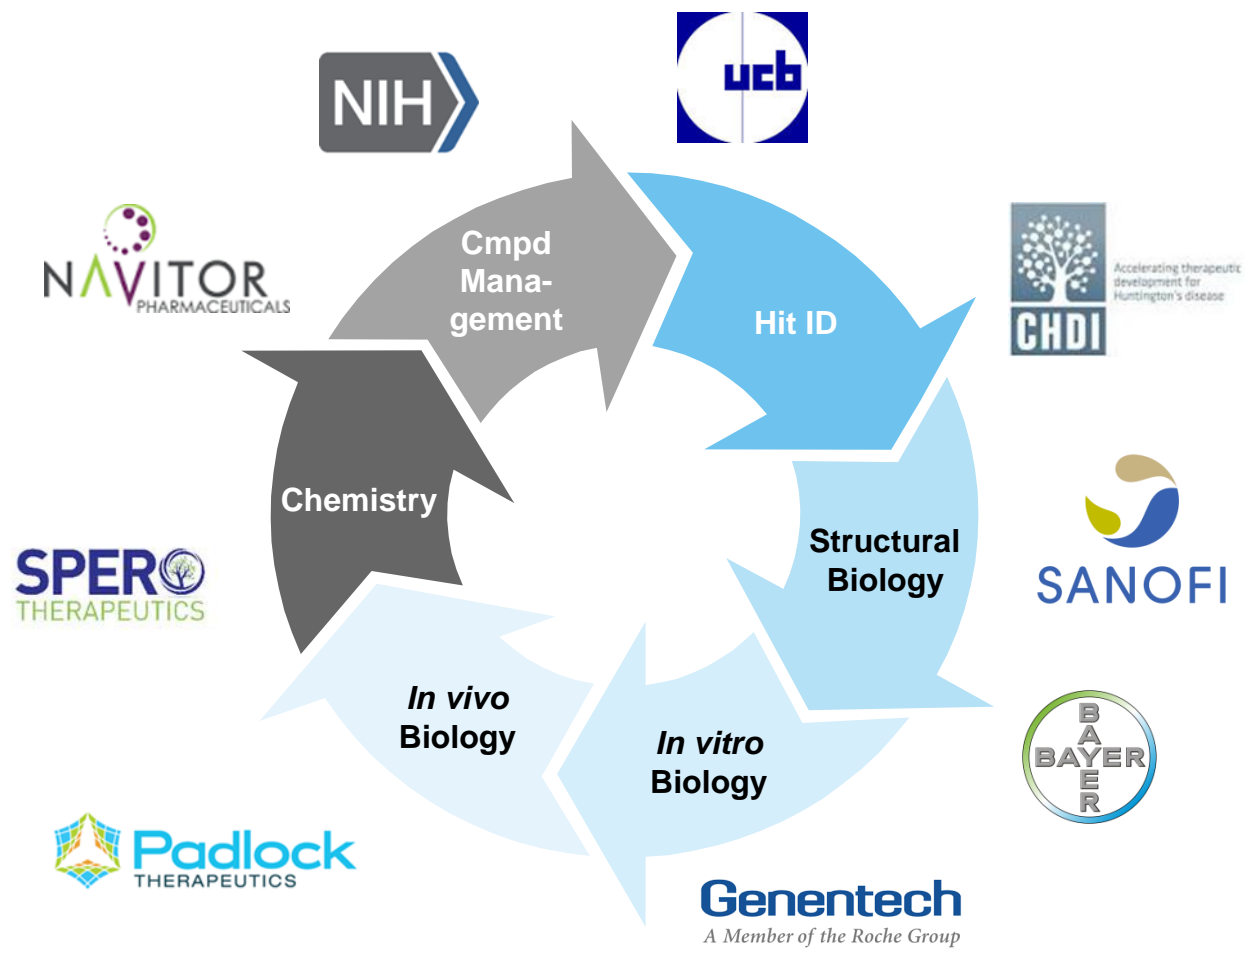 NIH
ucb
NAVITOR
PHARMACEUTICALS
Cmpd
Mana-
gement
Hit ID
CHDI
Accelerating therapeutic
development for
Huntington's disease
Chemistry
Structural
Biology
SANOFI
SPERO
THERAPEUTICS
In vivo
Biology
In vitro
Biology
BAYER
BAYER
Padlock
THERAPEUTICS
Genentech
A Member of the Roche Group